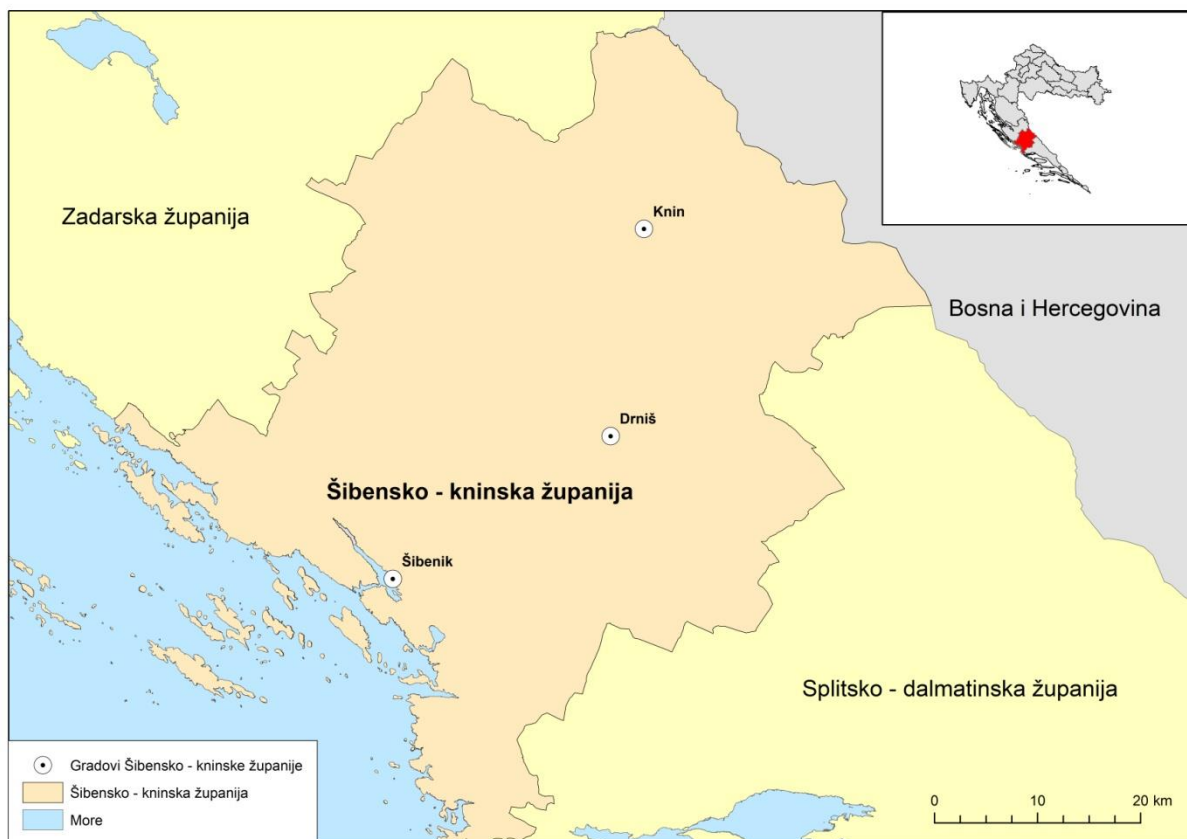 Knin
Zadarska županija
Bosna i Hercegovina
Drniš
Šibensko - kninska županija
Šibenik
Splitsko - dalmatinska županija
Gradovi Šibensko - kninske županije
Šibensko - kninska županija
More
0 10 20 km